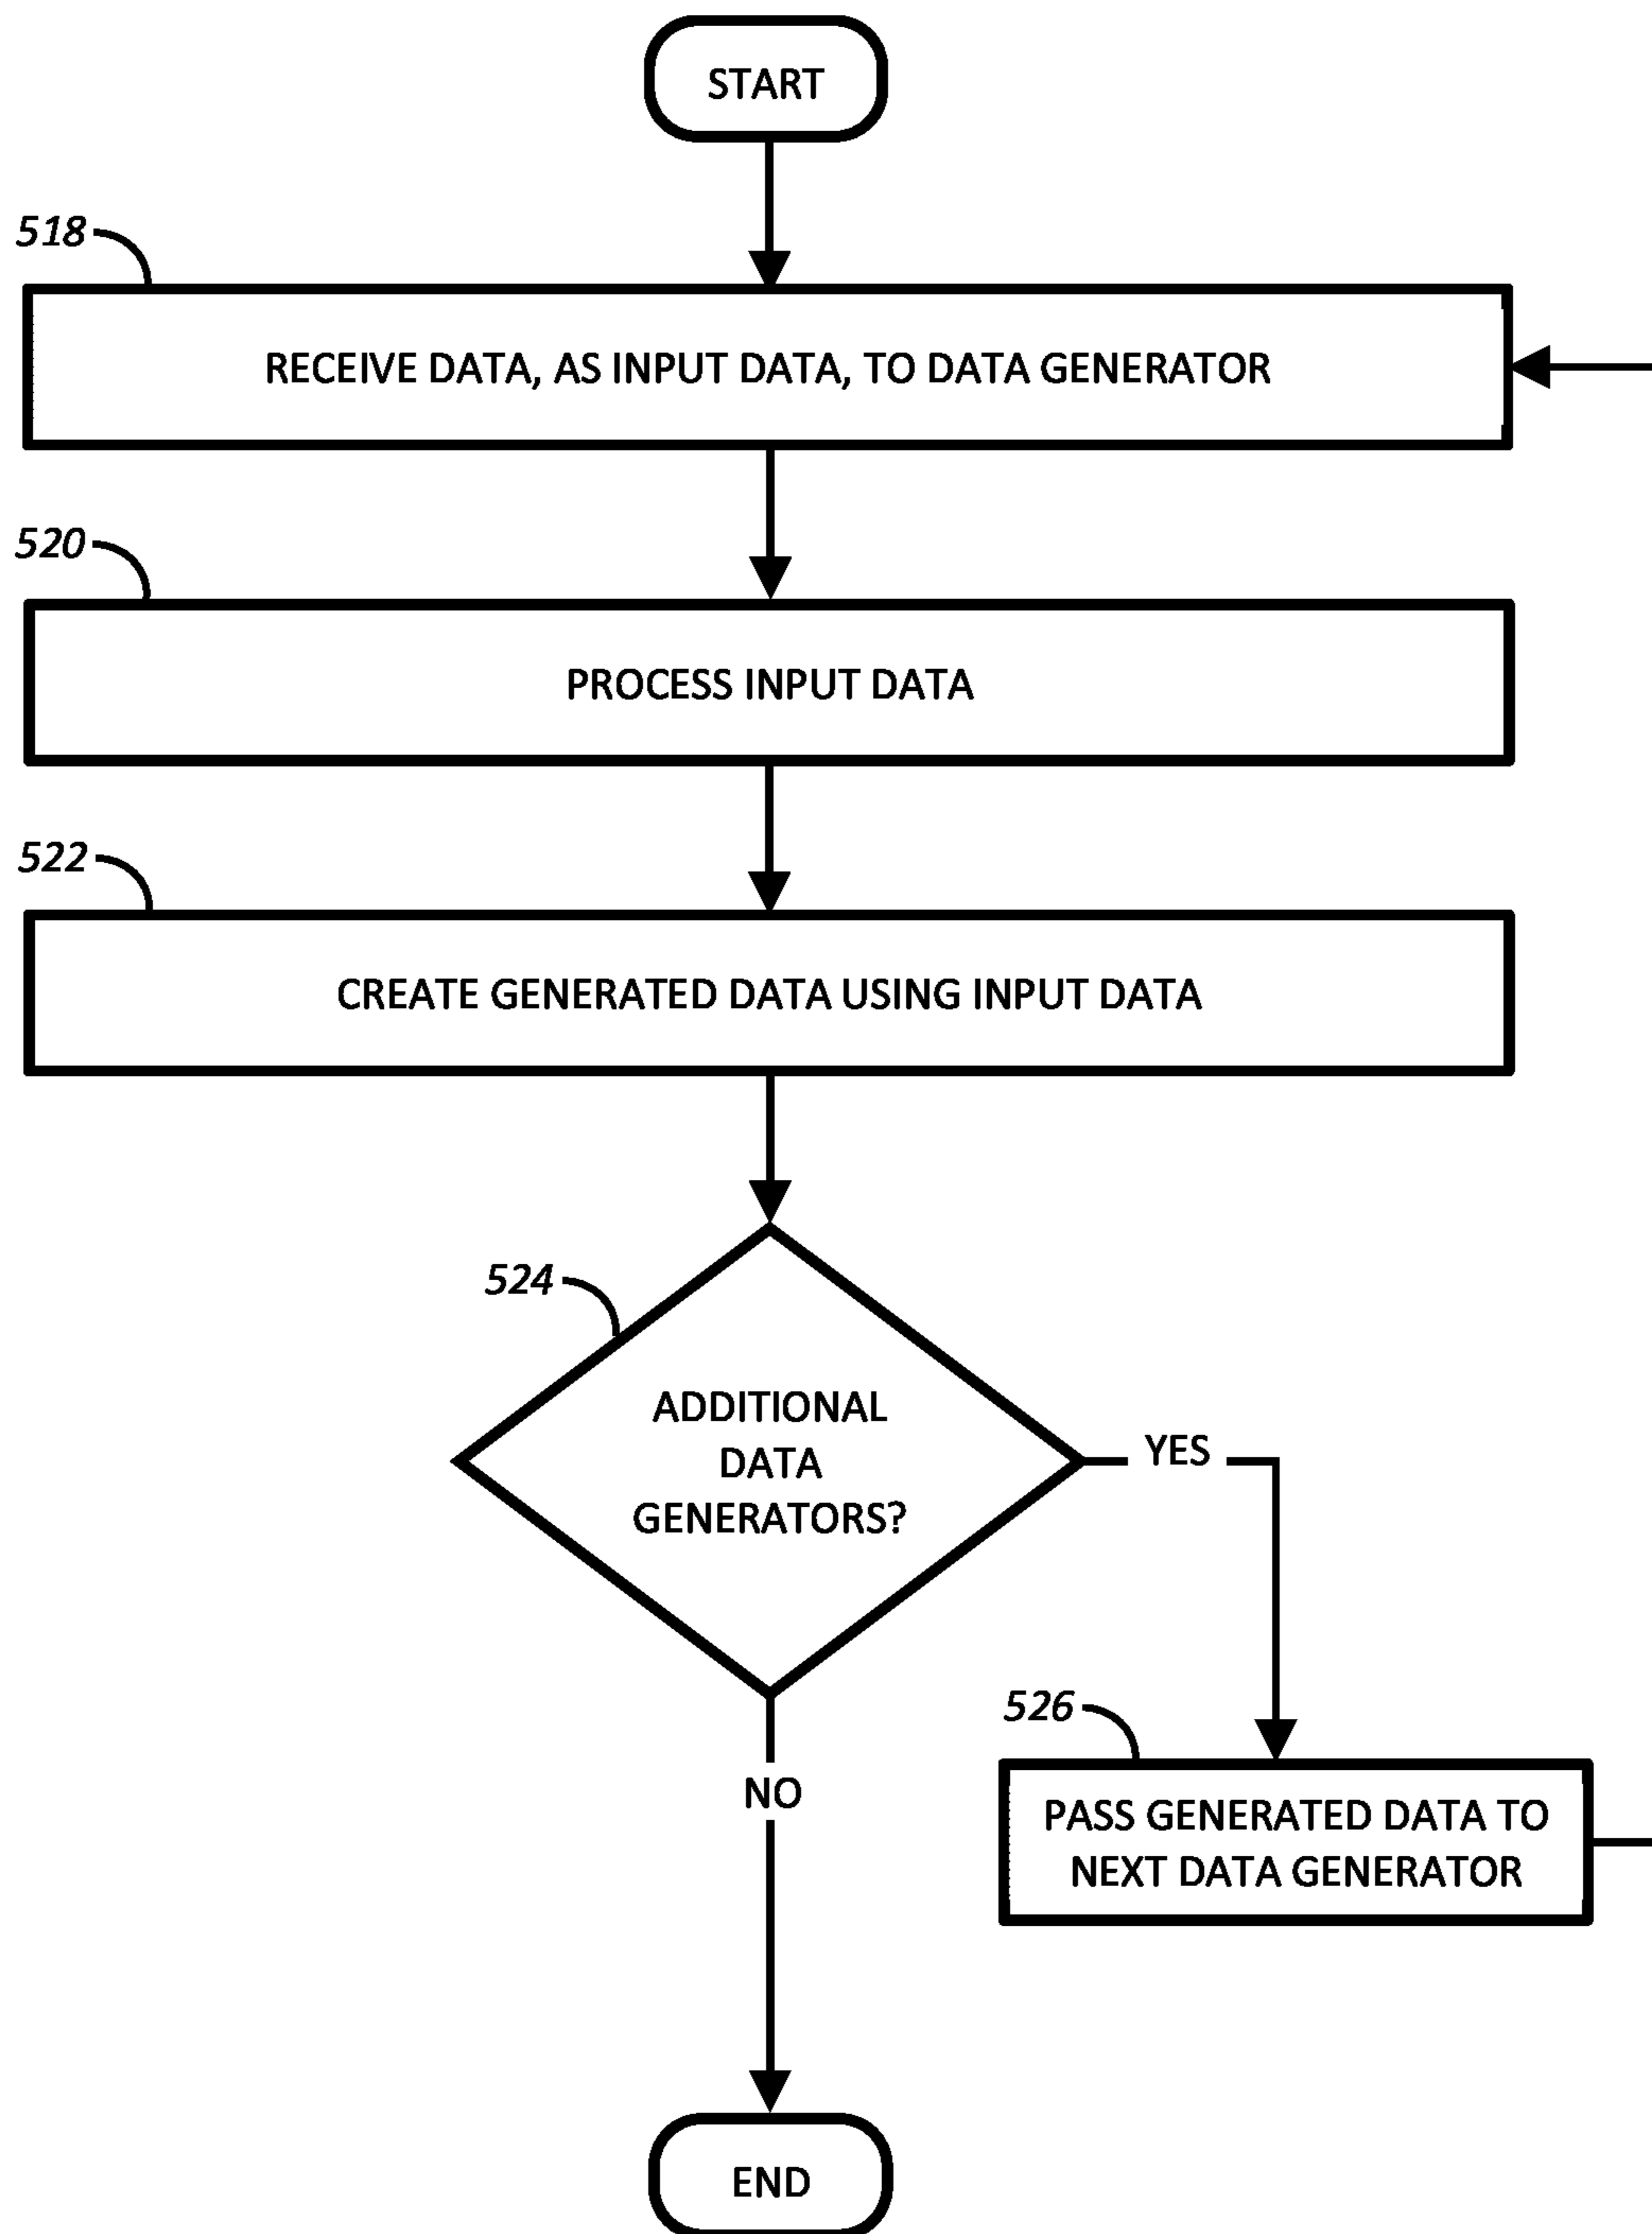 START
518
RECEIVE DATA, AS INPUT DATA, TO DATA GENERATOR
520
PROCESS INPUT DATA
522
CREATE GENERATED DATA USING INPUT DATA
524
ADDITIONAL
DATA
GENERATORS?
YES
526
PASS GENERATED DATA TO
NEXT DATA GENERATOR
NO
END